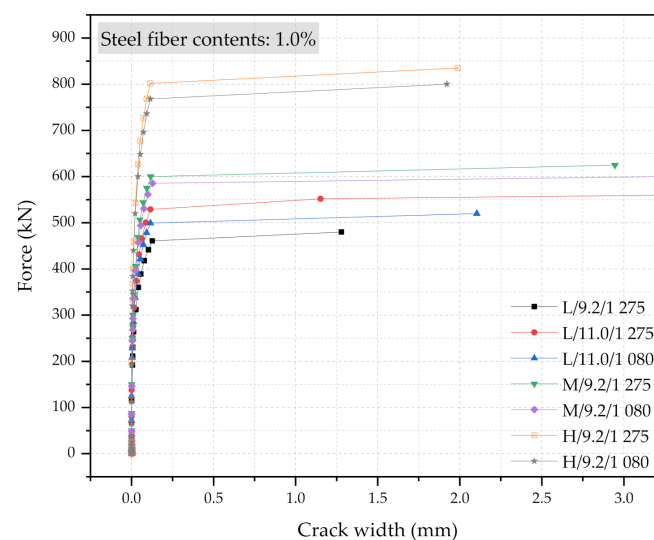 Steel fiber contents: 1.0%
900
800
700
600
500
400
300
200
100
0
Force (kN)
L/9.2/1 275
L/11.0/1 275
L/11.0/1 080
M/9.2/1 275
M/9.2/1 080
H/9.2/1 275
H/9.2/1 080
0.0 0.5 1.0 1.5 2.0 2.5 3.0
Crack width (mm)